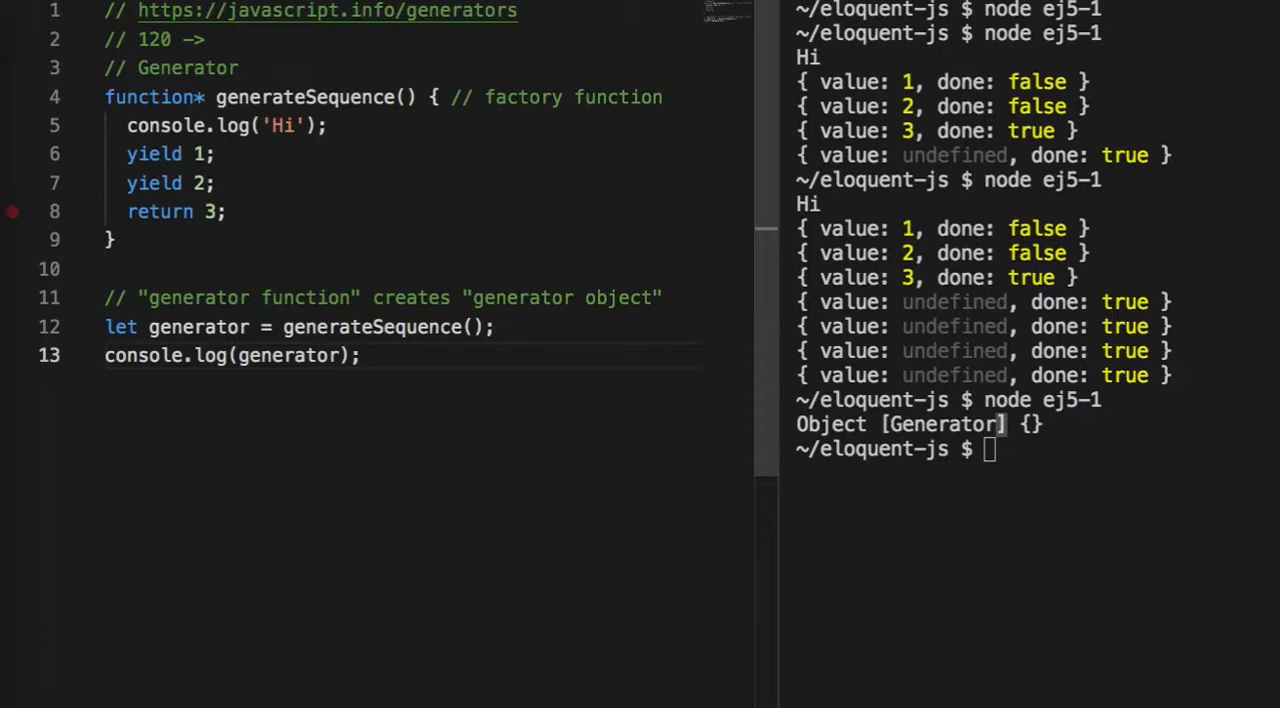 1 // https://javascript.info/generators
2 // 120 ->
3 // Generator
4 function* generateSequence() { // factory function
5 console.log('Hi');
6 yield 1;
7 yield 2;
8 return 3;
9 }
10
11 // "generator function" creates "generator object"
12 let generator = generateSequence();
13 console.log(generator);
~/eloquent-js $ node ej5-1
~/eloquent-js $ node ej5-1
Hi
{ value: 1, done: false }
{ value: 2, done: false }
{ value: 3, done: true }
{ value: undefined, done: true }
~/eloquent-js $ node ej5-1
Hi
{ value: 1, done: false }
{ value: 2, done: false }
{ value: 3, done: true }
{ value: undefined, done: true }
{ value: undefined, done: true }
{ value: undefined, done: true }
{ value: undefined, done: true }
~/eloquent-js $ node ej5-1
Object [Generator] {}
~/eloquent-js $